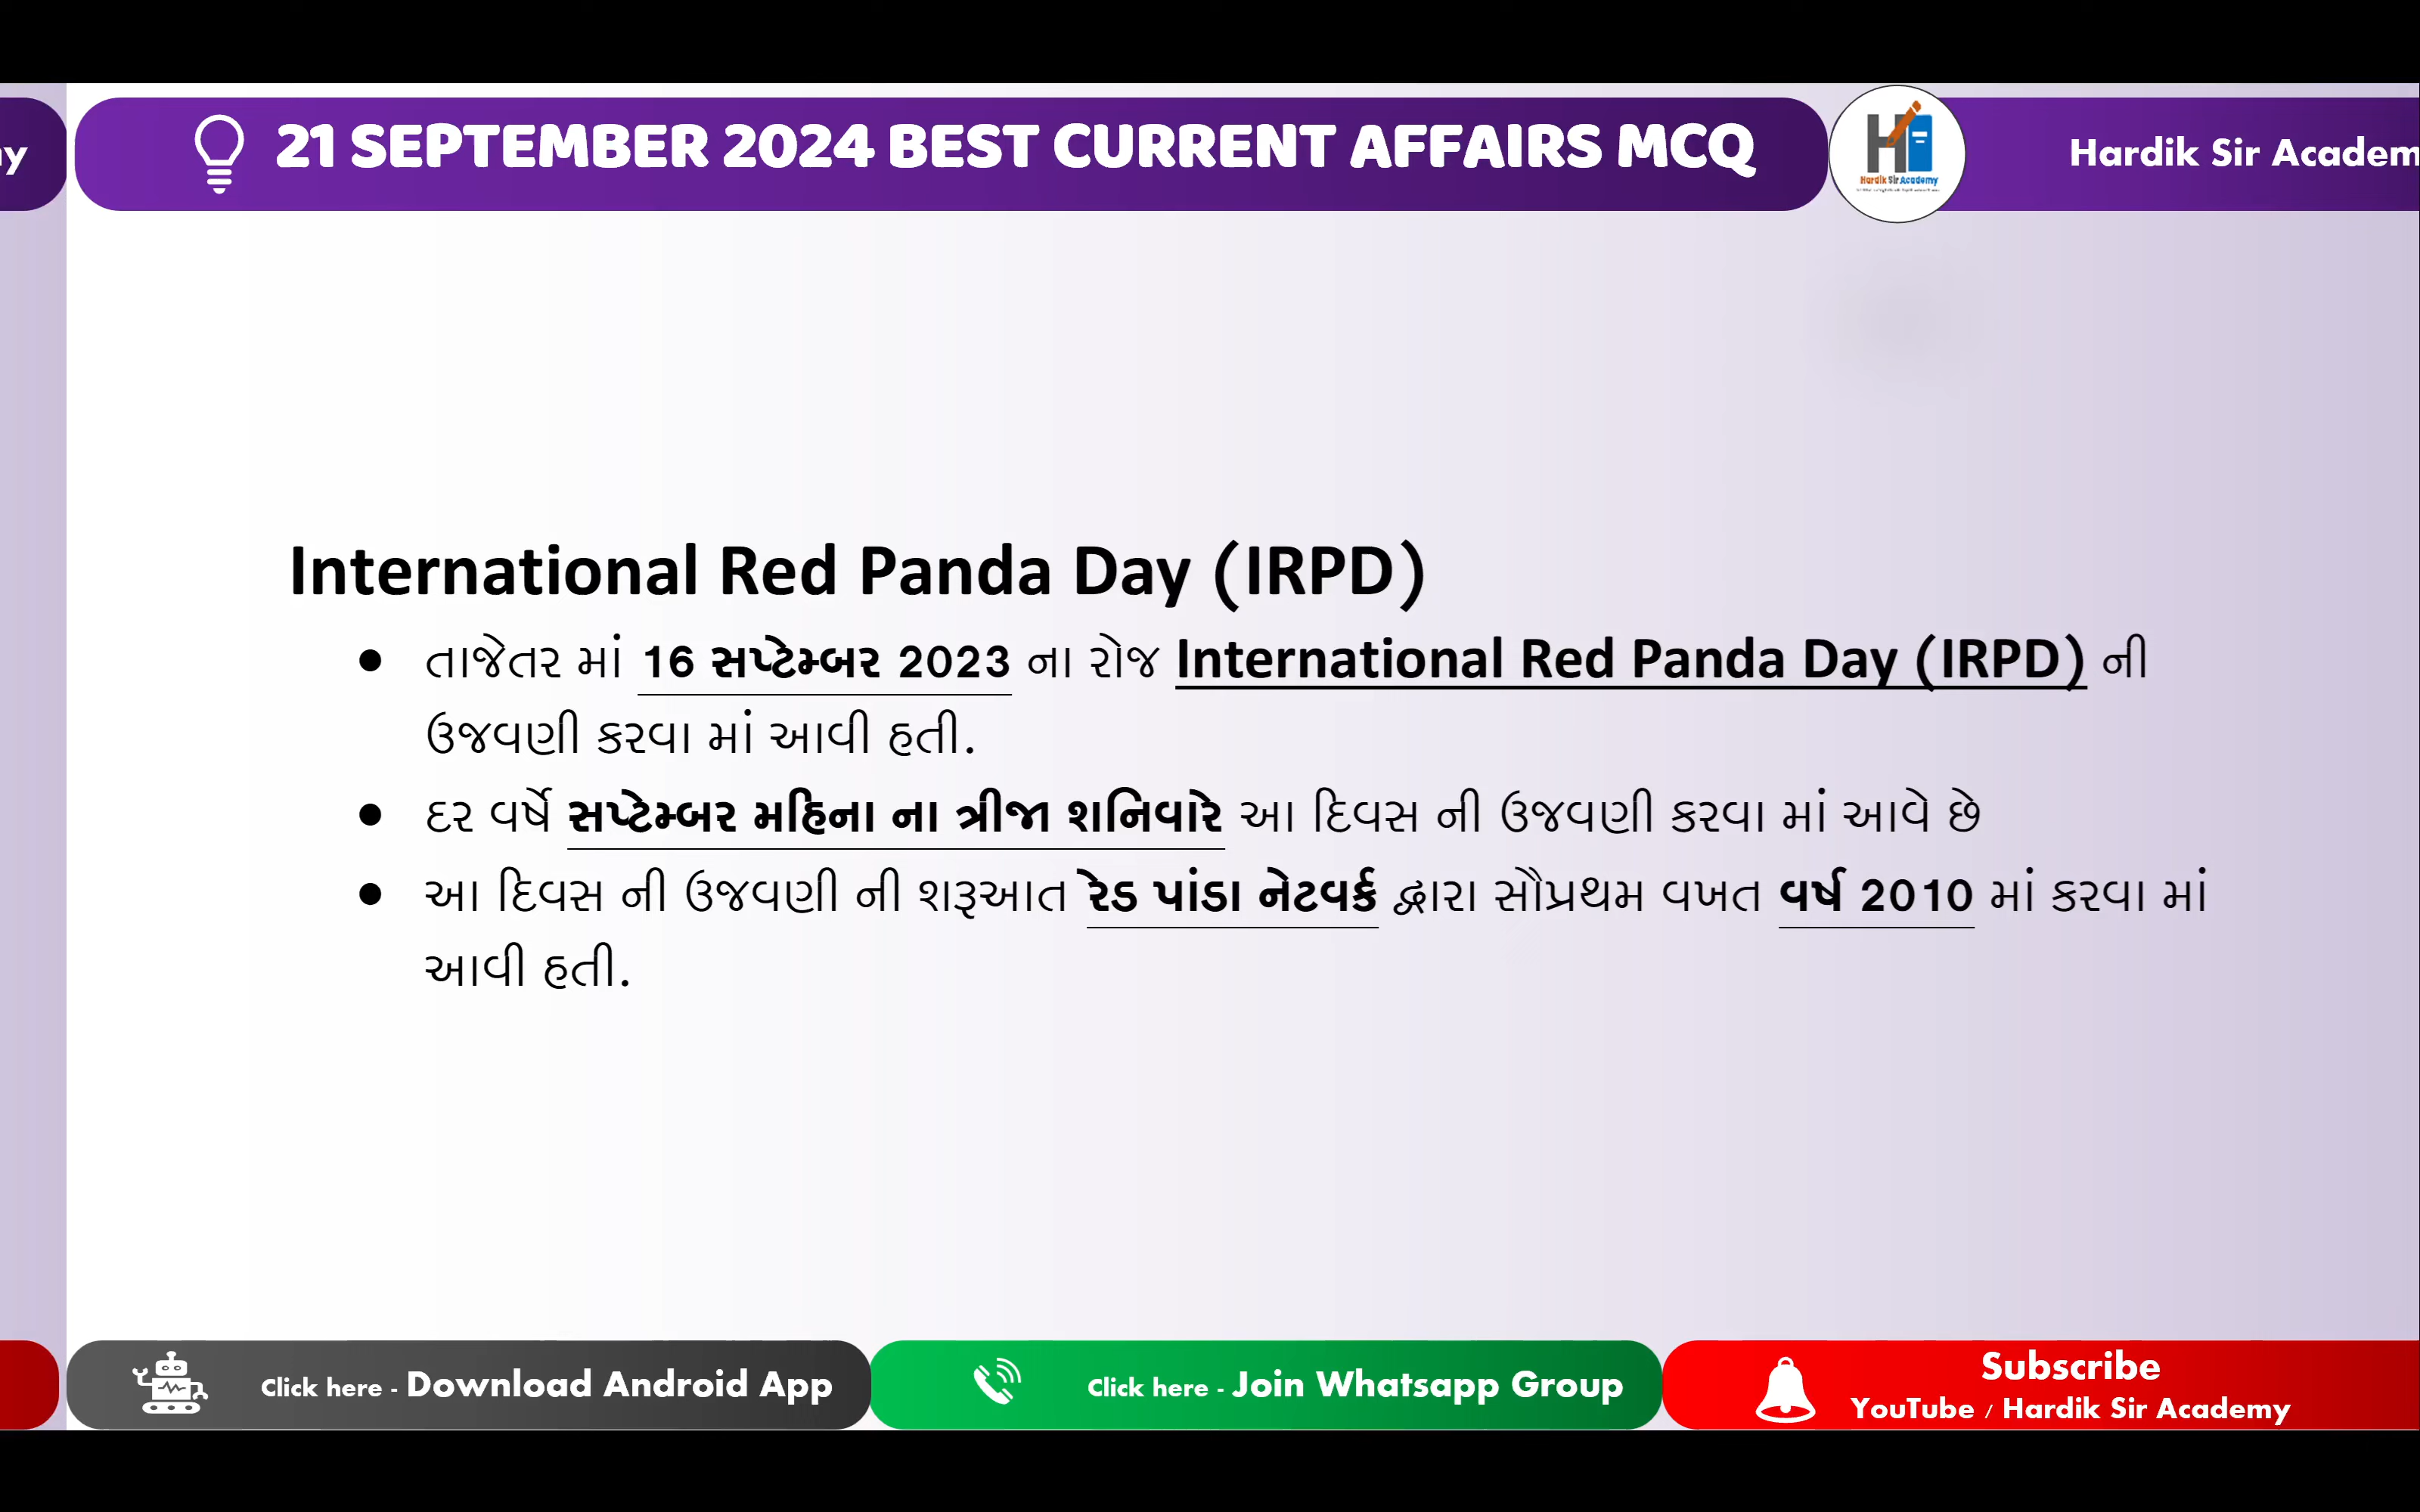 21 SEPTEMBER 2024 BEST CURRENT AFFAIRS MCQ
Hardik Sir Academy
Hardik Sir Academ
International Red Panda Day (IRPD)
● તાજેતર માં 16 સપ્ટેમ્બર 2023 ના રોજ International Red Panda Day (IRPD) ની
ઉજવણી કરવા માં આવી હતી.
● દર વર્ષે સપ્ટેમ્બર મહિના ના ત્રીજા શનિવારે આ દિવસ ની ઉજવણી કરવા માં આવે છે
● આ દિવસ ની ઉજવણી ની શરૂઆત રેડ પાંડા નેટવર્ક દ્વારા સૌપ્રથમ વખત વર્ષ 2010 માં કરવા માં
આવી હતી.
Click here - Download Android App
Click here - Join Whatsapp Group
Subscribe
YouTube / Hardik Sir Academy